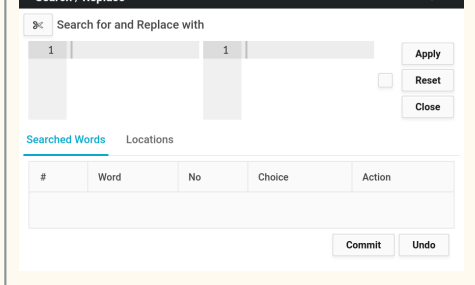 Search / Replace
Search for and Replace with
1 1 Apply
Reset
Close
Searched Words Locations
# Word No Choice Action
Commit Undo